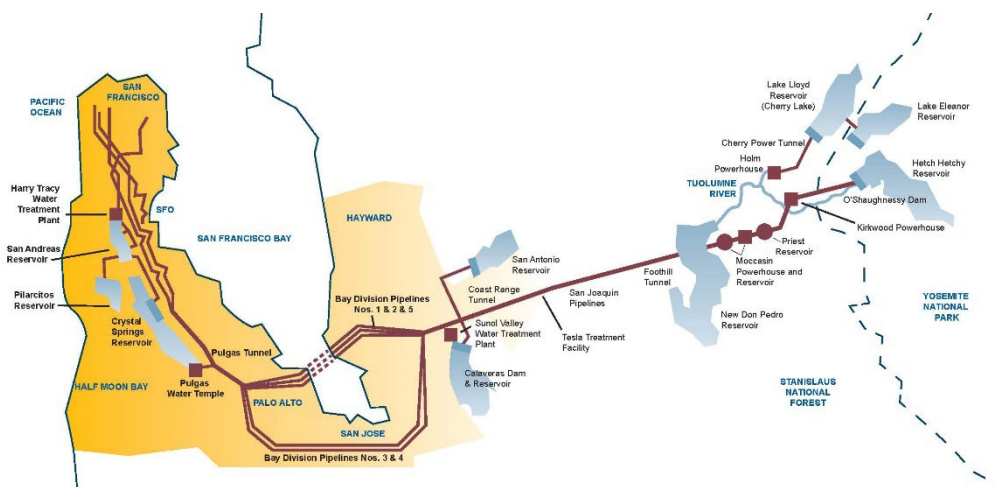 SAN
FRANCISCO
PACIFIC
OCEAN
Harry Tracy
Water
Treatment
Plant
SFO
San Andreas
Reservoir
Pilarcitos
Reservoir
Crystal
Springs
Reservoir
HALF MOON BAY
Pulgas
Water Temple
Pulgas Tunnel
PALO ALTO
SAN JOSE
SAN FRANCISCO BAY
HAYWARD
Bay Division Pipelines
Nos. 1 & 2 & 5
Bay Division Pipelines Nos. 3 & 4
San Antonio
Reservoir
Coast Range
Tunnel
Sunol Valley
Water Treatment
Plant
Calaveras Dam
& Reservoir
San Joaquin
Pipelines
Tesla Treatment
Facility
Foothill
Tunnel
New Don Pedro
Reservoir
Moccasin
Powerhouse and
Reservoir
Priest
Reservoir
TUOLUMNE
RIVER
Holm
Powerhouse
Cherry Power Tunnel
Lake Lloyd
Reservoir
(Cherry Lake)
Lake Eleanor
Reservoir
Hetch Hetchy
Reservoir
O'Shaughnessy Dam
Kirkwood Powerhouse
YOSEMITE
NATIONAL
PARK
STANISLAUS
NATIONAL
FOREST